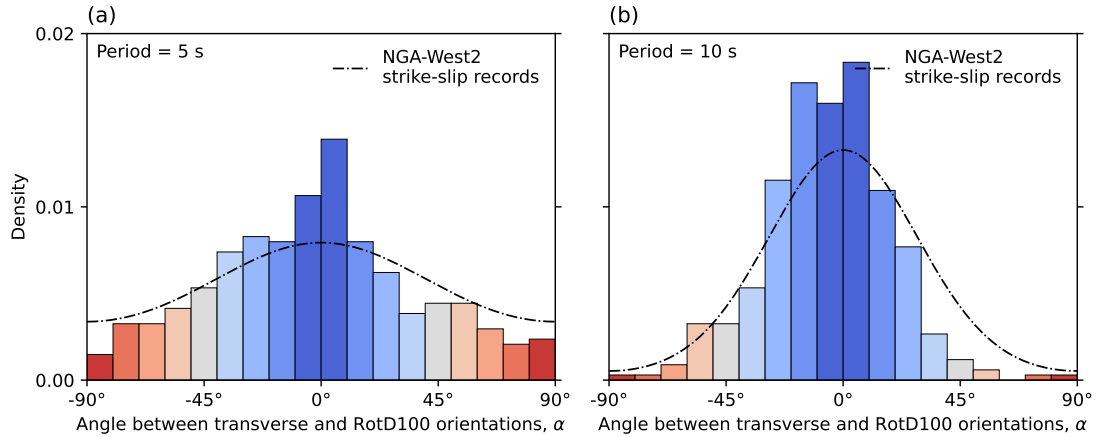 (a)
Period = 5 s
NGA-West2
strike-slip records
0.02
0.01
0.00
Density
-90°
-45°
0°
45°
90°
Angle between transverse and RotD100 orientations, α
(b)
Period = 10 s
NGA-West2
strike-slip records
-90°
-45°
0°
45°
90°
Angle between transverse and RotD100 orientations, α